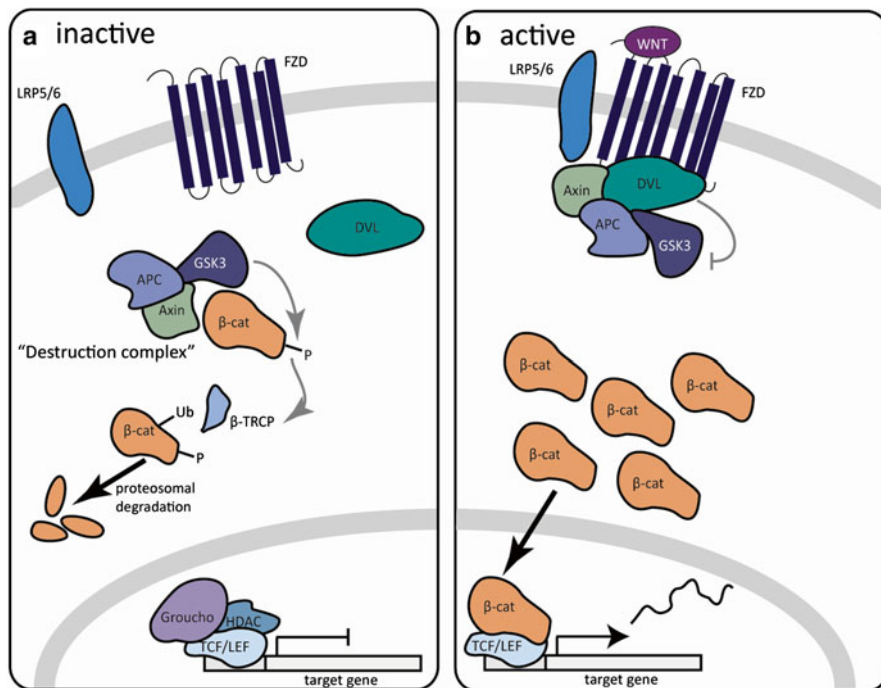 a inactive
FZD
LRP5/6
DVL
GSK3
APC
Axin
β-cat
P
"Destruction complex"
Ub
β-TRCP
β-cat
P
proteosomal
degradation
Groucho
HDAC
TCF/LEF
target gene
b active
WNT
LRP5/6
FZD
Axin
DVL
APC
GSK3
β-cat
β-cat
β-cat
β-cat
β-cat
β-cat
TCF/LEF
target gene